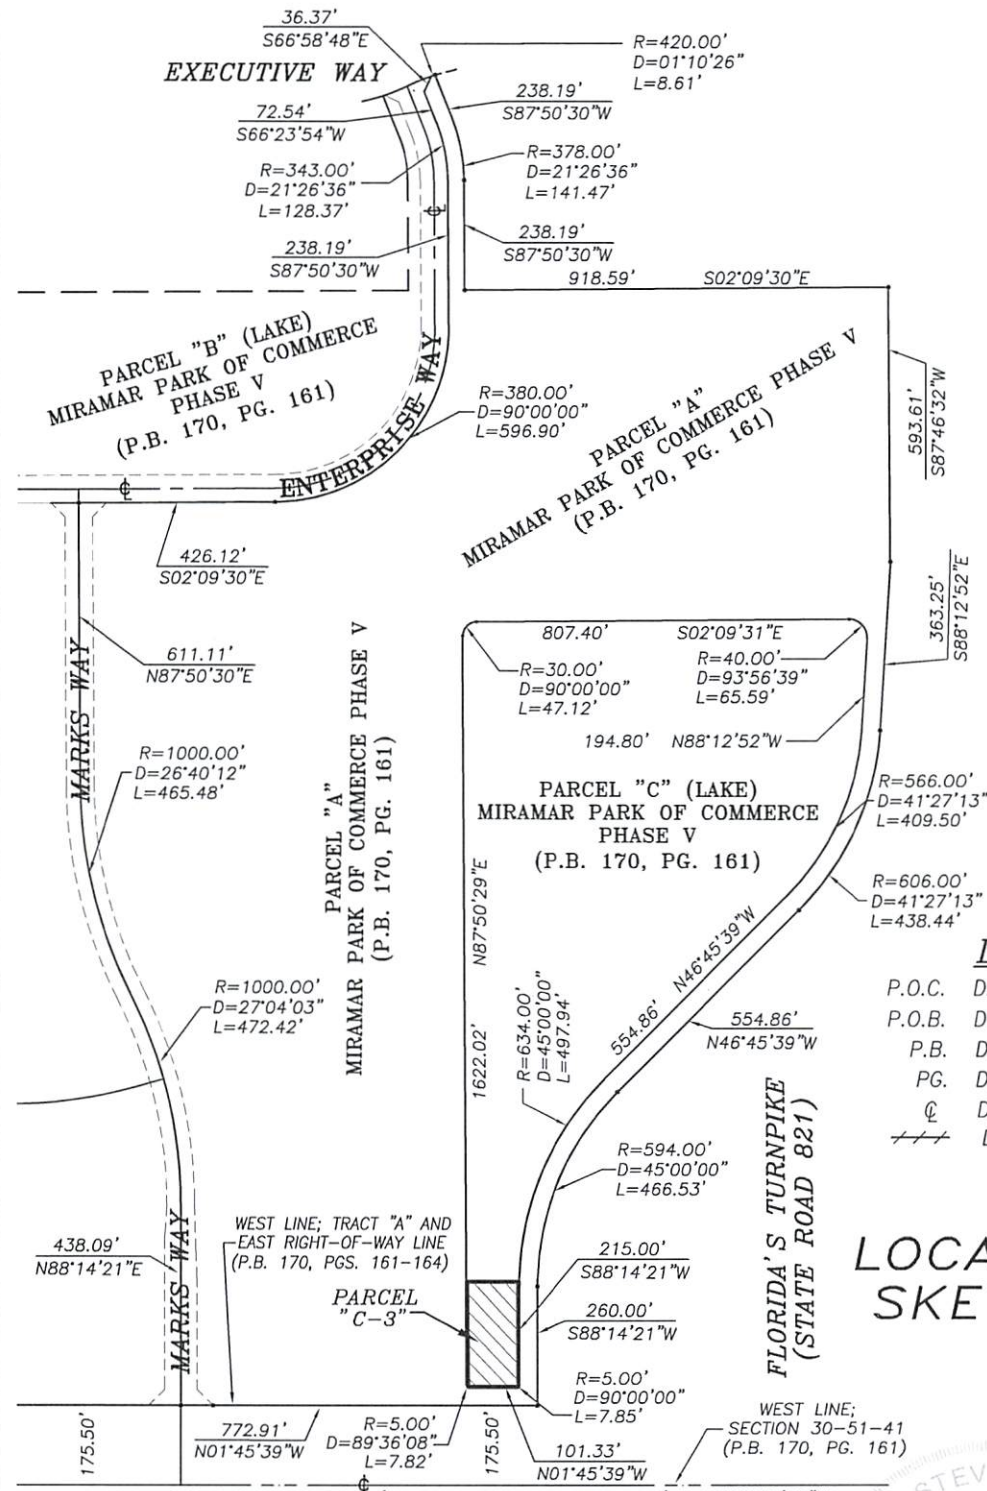 36.37'
S66°58'48"E
EXECUTIVE WAY
R=420.00'
D=01°10'26"
L=8.61'
238.19'
S87°50'30"W
72.54'
S66°23'54"W
R=343.00'
D=21°26'36"
L=128.37'
R=378.00'
D=21°26'36"
L=141.47'
238.19'
S87°50'30"W
238.19'
S87°50'30"W
918.59' S02°09'30"E
PARCEL "B" (LAKE)
MIRAMAR PARK OF COMMERCE
PHASE V
(P.B. 170, PG. 161)
ENTERPRISE WAY
R=380.00'
D=90°00'00"
L=596.90'
PARCEL "A"
MIRAMAR PARK OF COMMERCE PHASE V
(P.B. 170, PG. 161)
593.61'
S87°46'32"W
426.12'
S02°09'30"E
363.25'
S88°12'52"E
611.11'
N87°50'30"E
MARKS WAY
807.40' S02°09'31"E
R=30.00'
D=90°00'00"
L=47.12'
R=40.00'
D=93°56'39"
L=65.59'
194.80' N88°12'52"W
R=1000.00'
D=26°40'12"
L=465.48'
PARCEL "A"
MIRAMAR PARK OF COMMERCE PHASE V
(P.B. 170, PG. 161)
PARCEL "C" (LAKE)
MIRAMAR PARK OF COMMERCE
PHASE V
(P.B. 170, PG. 161)
R=566.00'
D=41°27'13"
L=409.50'
R=606.00'
D=41°27'13"
L=438.44'
1622.02' N87°50'29"E
R=634.00'
D=45°00'00"
L=497.94'
554.86' N46°45'39"W
554.86'
N46°45'39"W
R=1000.00'
D=27°04'03"
L=472.42'
P.O.C. D
P.O.B. D
P.B. D
PG. D
℄ D
R=594.00'
D=45°00'00"
L=466.53'
FLORIDA'S TURNPIKE
(STATE ROAD 821)
WEST LINE; TRACT "A" AND
EAST RIGHT-OF-WAY LINE
(P.B. 170, PGS. 161-164)
438.09'
N88°14'21"E
MARKS WAY
PARCEL
"C-3"
215.00'
S88°14'21"W
260.00'
S88°14'21"W
LOCA
SKE
R=5.00'
D=90°00'00"
L=7.85'
175.50'
772.91'
N01°45'39"W
R=5.00'
D=89°36'08"
L=7.82'
175.50'
101.33'
N01°45'39"W
WEST LINE;
SECTION 30-51-41
(P.B. 170, PG. 161)
STEV